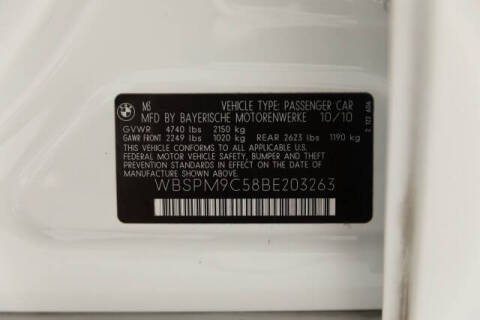 BMW
MS VEHICLE TYPE: PASSENGER CAR
MFD BY BAYERISCHE MOTORENWERKE 10/10
GVWR 4740 lbs 2150 kg
GAWR FRONT 2249 lbs 1020 kg REAR 2623 lbs 1190 kg
THIS VEHICLE CONFORMS TO ALL APPLICABLE U.S.
FEDERAL MOTOR VEHICLE SAFETY, BUMPER AND THEFT
PREVENTION STANDARDS IN EFFECT ON THE DATE OF
MANUFACTURE SHOWN ABOVE.
WBSPM9C58BE203263